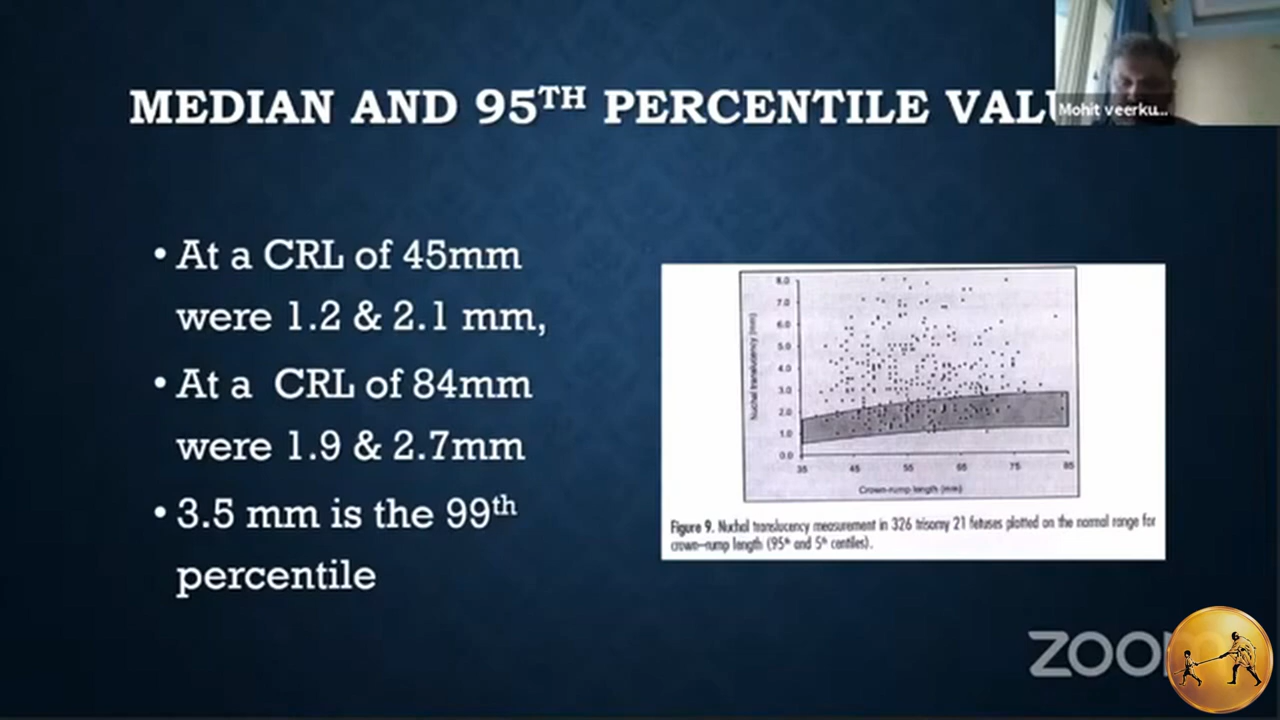 MEDIAN AND 95TH PERCENTILE VALU
Mohit veerku...
• At a CRL of 45mm
were 1.2 & 2.1 mm,
• At a CRL of 84mm
were 1.9 & 2.7mm
• 3.5 mm is the 99th
percentile
8.0
7.0
6.0
5.0
4.0
3.0
2.0
1.0
0.0
Nuchal translucency (mm)
35 45 55 65 75 85
Crown-rump length (mm)
Figure 9. Nuchal translucency measurement in 326 trisomy 21 fetuses plotted on the normal range for
crown–rump length (95th and 5th centiles).
ZOO